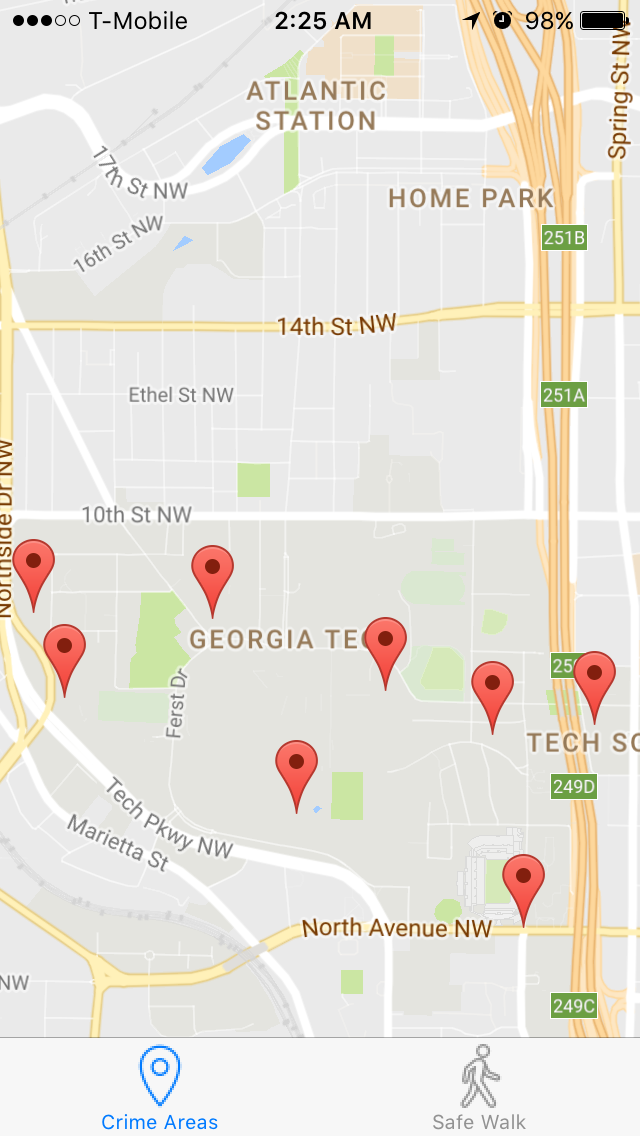 T-Mobile 2:25 AM 98%
Spring St NW
ATLANTIC
STATION
17th St NW
HOME PARK
16th St NW
251B
14th St NW
251A
Ethel St NW
Northside Dr NW
10th St NW
GEORGIA TEC
25
Ferst Dr
TECH SQ
249D
Tech Pkwy NW
Marietta St
North Avenue NW
NW
249C
Crime Areas
Safe Walk